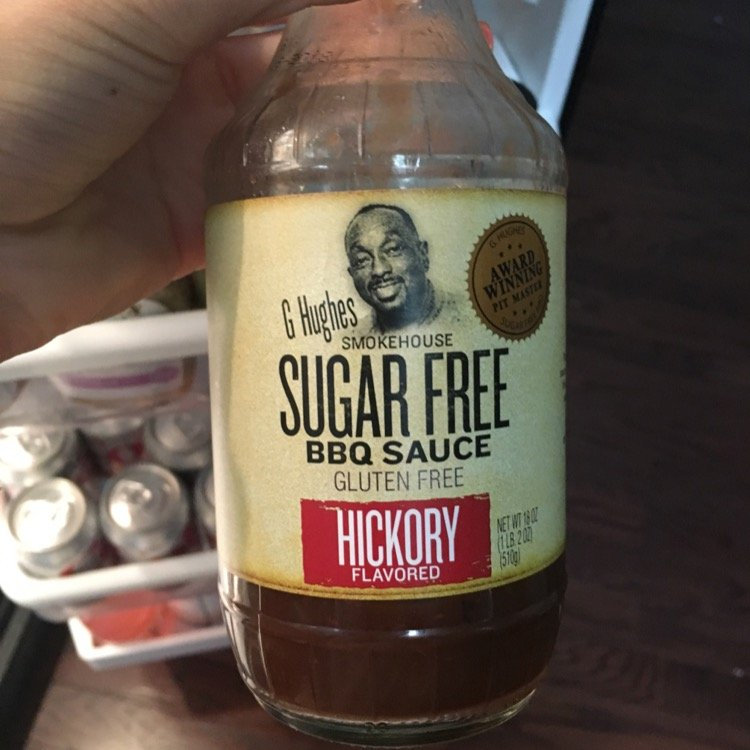 G Hughes
SMOKEHOUSE
SUGAR FREE
BBQ SAUCE
GLUTEN FREE
HICKORY
FLAVORED
NET WT 18 OZ
(1 LB. 2 OZ)
(510g)
G. HUGHES
AWARD
WINNING
PIT MASTER